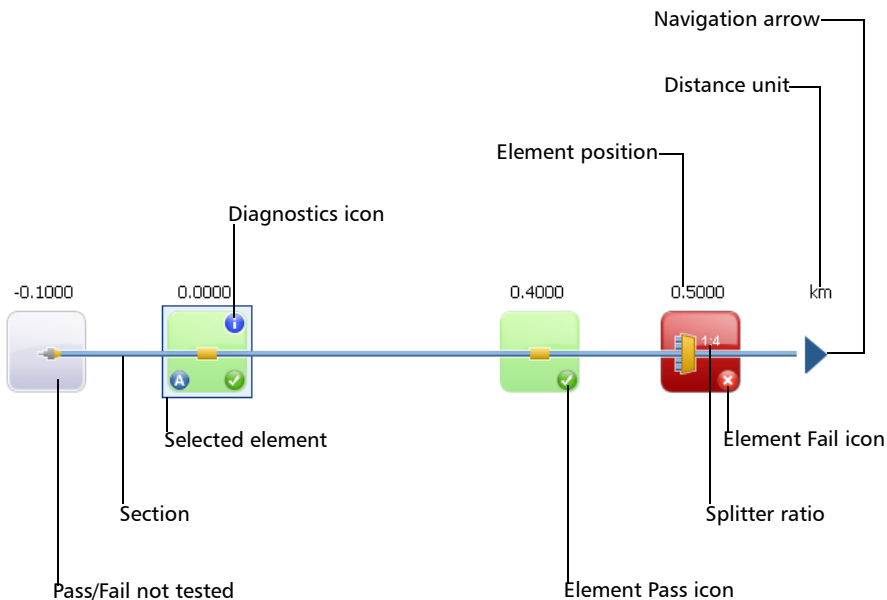 Navigation arrow
Distance unit
Element position
Diagnostics icon
-0.1000
0.0000
0.4000
0.5000
km
i
1:4
A
Selected element
Element Fail icon
Section
Splitter ratio
Pass/Fail not tested
Element Pass icon